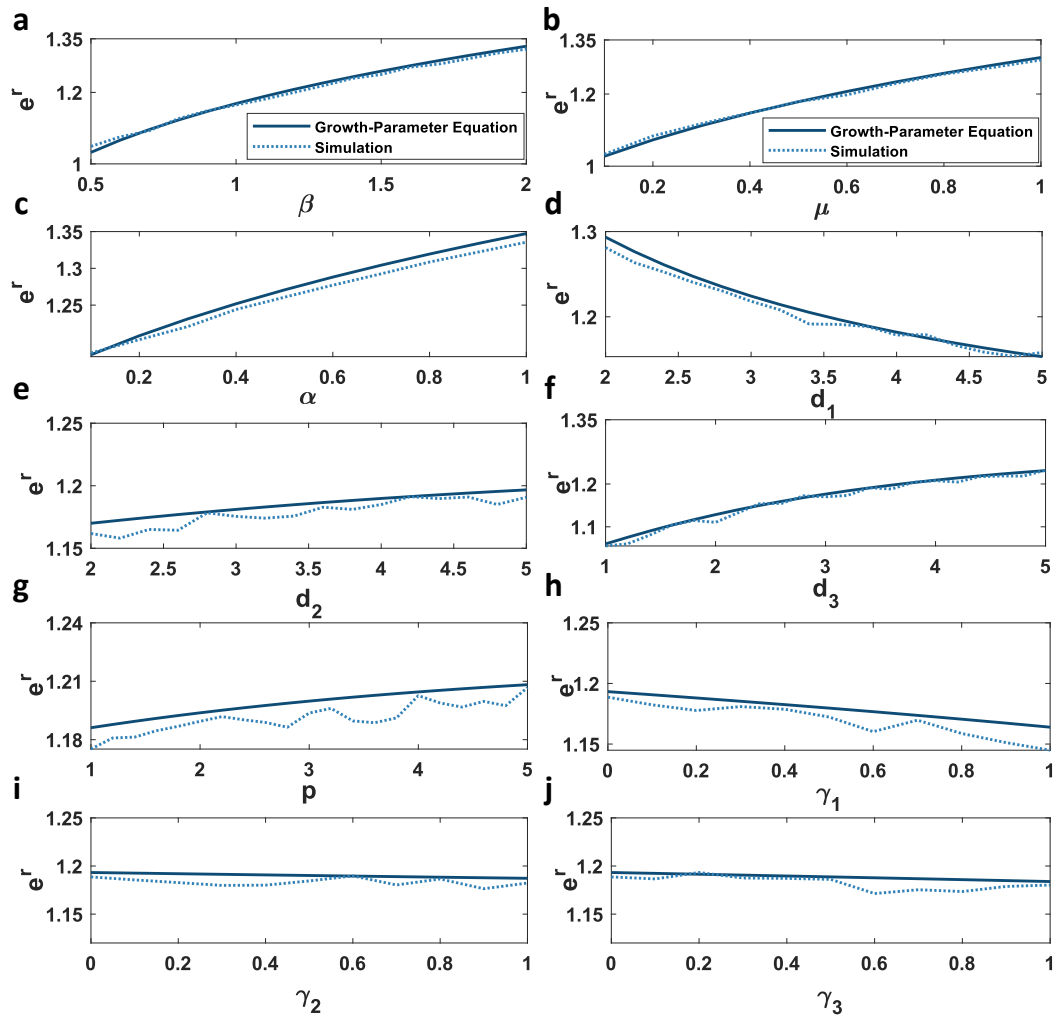 a
1.35
1.2
1
e^r
0.5
1
1.5
2
β
Growth-Parameter Equation
Simulation
b
1.35
1.2
1
e^r
0.2
0.4
0.6
0.8
1
μ
Growth-Parameter Equation
Simulation
c
1.35
1.3
1.25
e^r
0.2
0.4
0.6
0.8
1
α
d
1.3
1.2
e^r
2
2.5
3
3.5
4
4.5
5
d_1
e
1.25
1.2
1.15
e^r
2
2.5
3
3.5
4
4.5
5
d_2
f
1.35
1.2
1.1
e^r
1
2
3
4
5
d_3
g
1.24
1.21
1.18
e^r
1
2
3
4
5
p
h
1.25
1.2
1.15
e^r
0
0.2
0.4
0.6
0.8
1
γ_1
i
1.25
1.2
1.15
e^r
0
0.2
0.4
0.6
0.8
1
γ_2
j
1.25
1.2
1.15
e^r
0
0.2
0.4
0.6
0.8
1
γ_3